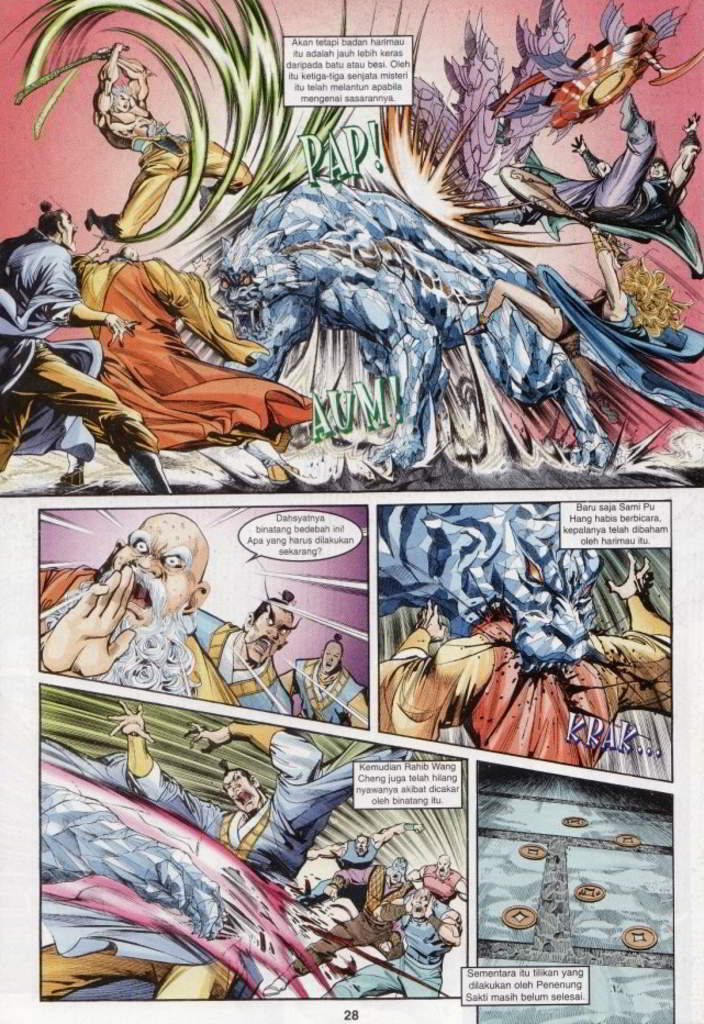 Akan tetapi badan harimau
itu adalah jauh lebih keras
daripada batu atau besi. Oleh
itu ketiga-tiga senjata misteri
itu telah melantun apabila
mengenai sasarannya.
PAP!
AUM!
Dahsyatnya
binatang bedebah ini!
Apa yang harus dilakukan
sekarang?
Baru saja Sami Pu
Hang habis berbicara,
kepalanya telah dibaham
oleh harimau itu.
KRAK...
Kemudian Rahib Wang
Cheng juga telah hilang
nyawanya akibat dicakar
oleh binatang itu.
Sementara itu tilikan yang
dilakukan oleh Penenung
Sakti masih belum selesai.
28